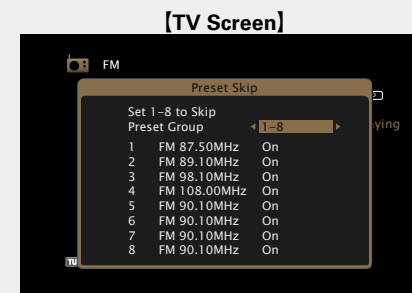 【TV Screen】
FM
Preset Skip
Set 1–8 to Skip
Preset Group 1–8
ying
1 FM 87.50MHz On
2 FM 89.10MHz On
3 FM 98.10MHz On
4 FM 108.00MHz On
5 FM 90.10MHz On
6 FM 90.10MHz On
7 FM 90.10MHz On
8 FM 90.10MHz On
TU